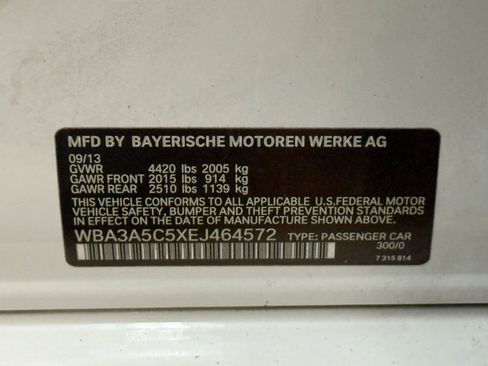 MFD BY BAYERISCHE MOTOREN WERKE AG
09/13
GVWR 4420 lbs 2005 kg
GAWR FRONT 2015 lbs 914 kg
GAWR REAR 2510 lbs 1139 kg
THIS VEHICLE CONFORMS TO ALL APPLICABLE U.S.FEDERAL MOTOR
VEHICLE SAFETY, BUMPER, AND THEFT PREVENTION STANDARDS
IN EFFECT ON THE DATE OF MANUFACTURE SHOWN ABOVE.
WBA3A5C5XEJ464572 TYPE: PASSENGER CAR
300/0
7 315 814